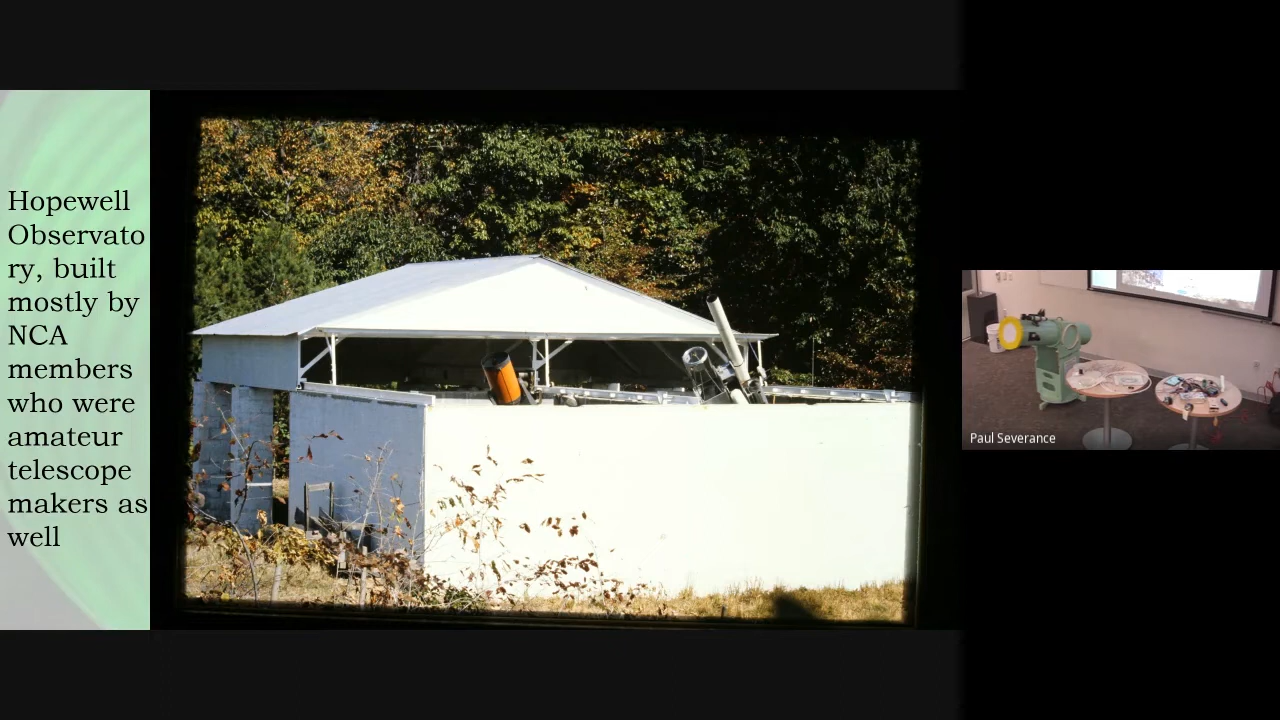 Hopewell
Observato
ry, built
mostly by
NCA
members
who were
amateur
telescope
makers as
well
Paul Severance